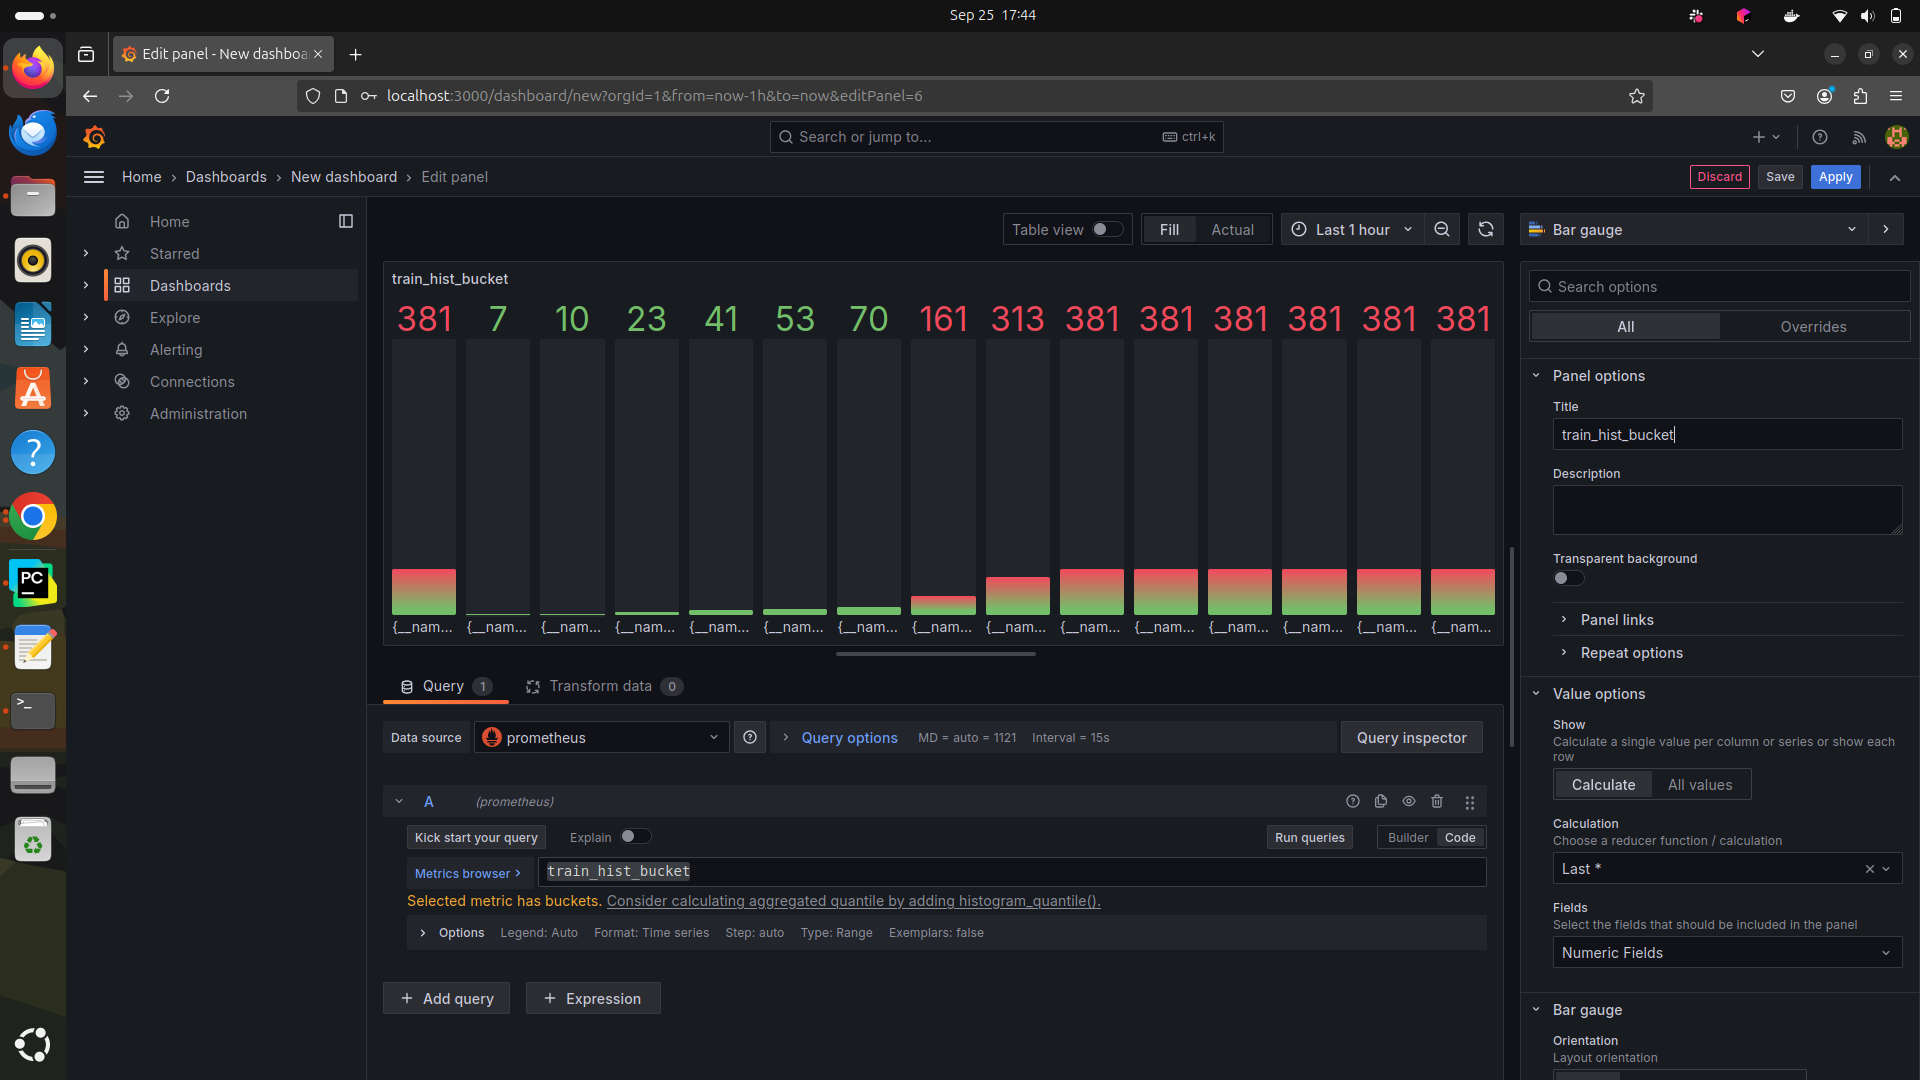 Sep 25 17:44
Edit panel - New dashboa
localhost:3000/dashboard/new?orgId=1&from=now-1h&to=now&editPanel=6
Search or jump to... ctrl+k
Home › Dashboards › New dashboard › Edit panel
Discard Save Apply
Home
Starred
Dashboards
Explore
Alerting
Connections
Administration
Table view Fill Actual Last 1 hour
train_hist_bucket
381 7 10 23 41 53 70 161 313 381 381 381 381 381 381
{__nam... {__nam... {__nam... {__nam... {__nam... {__nam... {__nam... {__nam... {__nam... {__nam... {__nam... {__nam... {__nam... {__nam... {__nam...
Query 1 Transform data 0
Data source prometheus Query options MD = auto = 1121 Interval = 15s Query inspector
A (prometheus)
Kick start your query Explain Run queries Builder Code
Metrics browser > train_hist_bucket
Selected metric has buckets. Consider calculating aggregated quantile by adding histogram_quantile().
Options Legend: Auto Format: Time series Step: auto Type: Range Exemplars: false
+ Add query + Expression
Bar gauge
Search options
All Overrides
Panel options
Title
train_hist_bucket
Description
Transparent background
Panel links
Repeat options
Value options
Show
Calculate a single value per column or series or show each
row
Calculate All values
Calculation
Choose a reducer function / calculation
Last *
Fields
Select the fields that should be included in the panel
Numeric Fields
Bar gauge
Orientation
Layout orientation
PC
>_